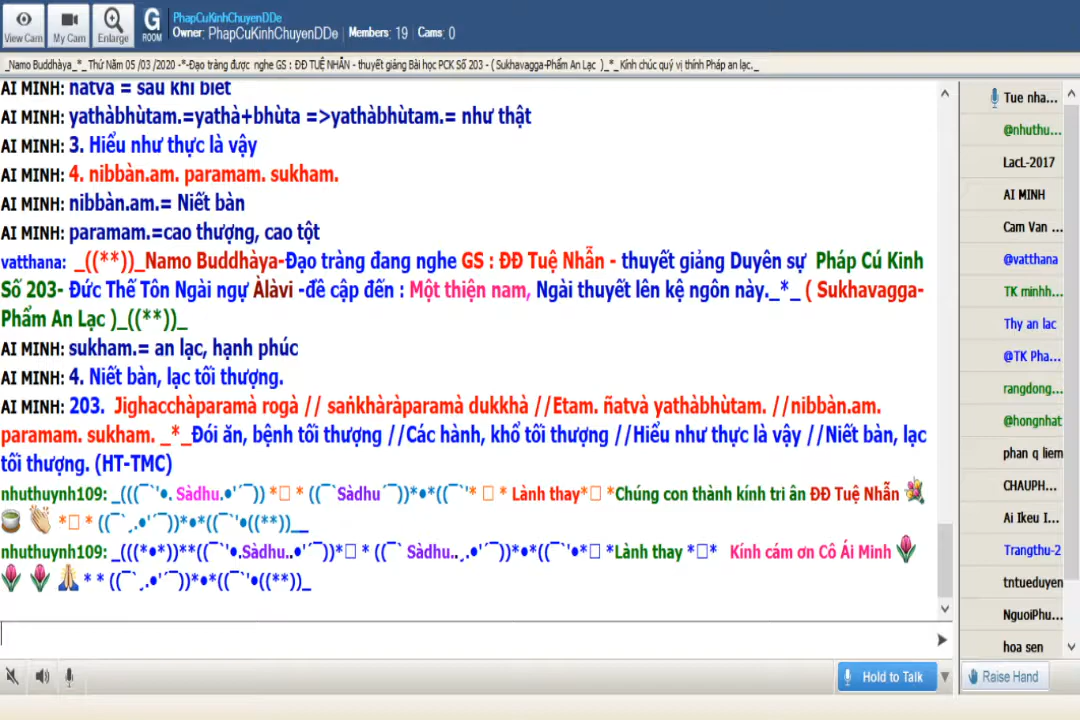 View Cam
My Cam
Enlarge
G
ROOM
PhapCuKinhChuyenDDe
Owner: PhapCuKinhChuyenDDe Members: 19 Cams: 0
_Namo Buddhàya_*_ Thứ Năm 05 /03 /2020 -*-Đạo tràng được nghe GS : ĐĐ TUỆ NHẪN - thuyết giảng Bài học PCK Số 203 - ( Sukhavagga-Phẩm An Lạc )_*_ Kính chúc quý vị thính Pháp an lạc._
AI MINH: ñatvà = sau khi biết
AI MINH: yathàbhùtam.=yathà+bhùta =>yathàbhùtam.= như thật
AI MINH: 3. Hiểu như thực là vậy
AI MINH: 4. nibbàn.am. paramam. sukham.
AI MINH: nibbàn.am.= Niết bàn
AI MINH: paramam.=cao thượng, cao tột
vatthana: _((**))_Namo Buddhàya-Đạo tràng đang nghe GS : ĐĐ Tuệ Nhẫn - thuyết giảng Duyên sự Pháp Cú Kinh
Số 203- Đức Thế Tôn Ngài ngự Àlàvi -đề cập đến : Một thiện nam, Ngài thuyết lên kệ ngôn này._*_ ( Sukhavagga-
Phẩm An Lạc )_((**))_
AI MINH: sukham.= an lạc, hạnh phúc
AI MINH: 4. Niết bàn, lạc tối thượng.
AI MINH: 203. Jighacchàparamà rogà // saṅkhàràparamà dukkhà //Etam. ñatvà yathàbhùtam. //nibbàn.am.
paramam. sukham. _*_Đói ăn, bệnh tối thượng //Các hành, khổ tối thượng //Hiểu như thực là vậy //Niết bàn, lạc
tối thượng. (HT-TMC)
nhuthuynh109: _(((¯`'•. Sàdhu.•'´¯)) *▯ * ((¯`Sàdhu´¯))*•*((¯`'* ▯ * Lành thay*▯ *Chúng con thành kính tri ân ĐĐ Tuệ Nhẫn 💐
🍵 👏 *▯ * ((¯`¸.•'´¯))*•*((¯`'•((**))__
nhuthuynh109: _(((*•*))**((¯`'•.Sàdhu..•'´¯))*▯ * ((¯` Sàdhu..¸.•'´¯))*•*((¯`'•*▯ *Lành thay *▯* Kính cám ơn Cô Ái Minh 🌷
🌷 🌷 🙏 * * ((¯`¸.•'´¯))*•*((¯`'•((**))_
Hold to Talk
Tue nha...
@nhuthu...
LacL-2017
AI MINH
Cam Van ...
@vatthana
TK minhh...
Thy an lac
@TK Pha...
rangdong...
@hongnhat
phan q liem
CHAUPH...
Ai Ikeu I...
Trangthu-2
tntueduyen
NguoiPhu...
hoa sen
Raise Hand